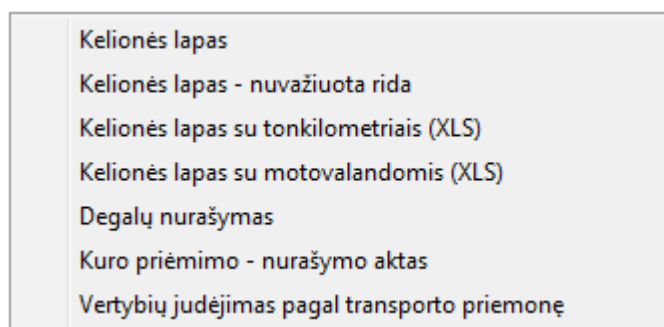 Kelionės lapas
Kelionės lapas - nuvažiuota rida
Kelionės lapas su tonkilometriais (XLS)
Kelionės lapas su motovalandomis (XLS)
Degalų nurašymas
Kuro priėmimo - nurašymo aktas
Vertybių judėjimas pagal transporto priemonę